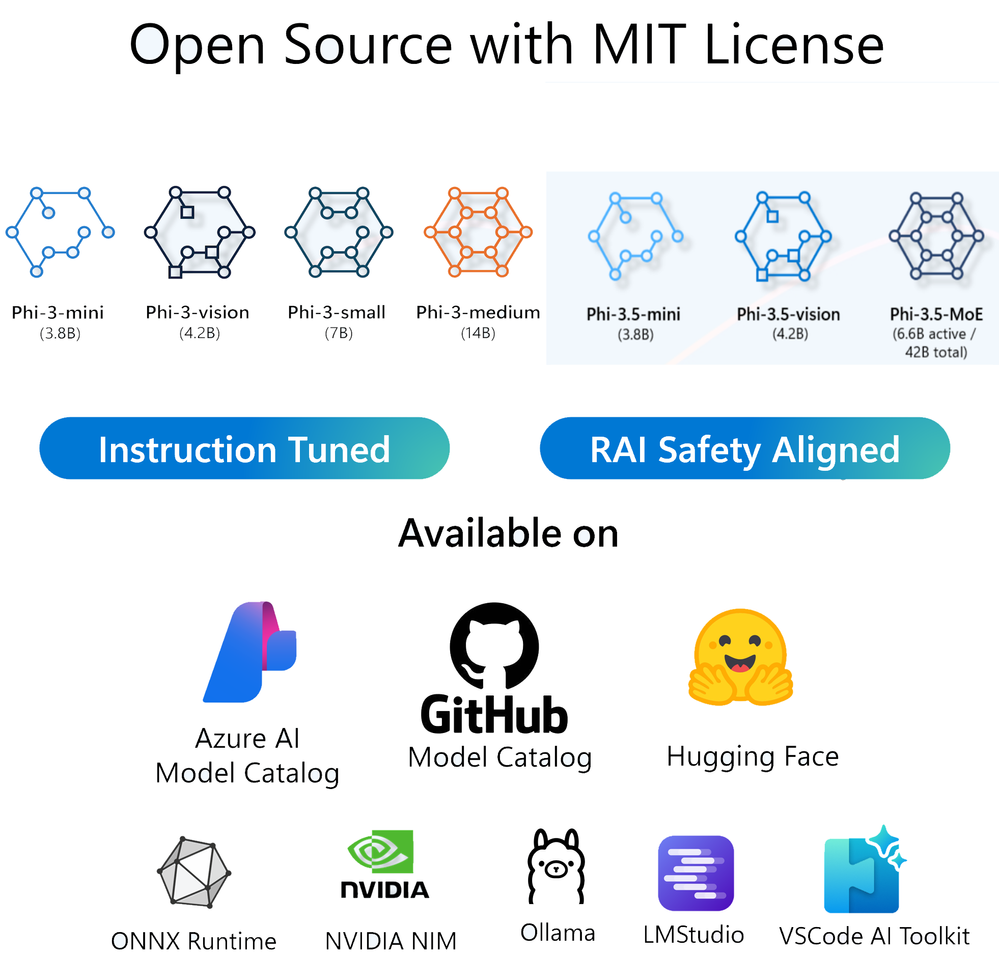 Open Source with MIT License
Phi-3-mini
(3.8B)
Phi-3-vision
(4.2B)
Phi-3-small
(7B)
Phi-3-medium
(14B)
Phi-3.5-mini
(3.8B)
Phi-3.5-vision
(4.2B)
Phi-3.5-MoE
(6.6B active /
42B total)
Instruction Tuned
RAI Safety Aligned
Available on
Azure AI
Model Catalog
GitHub
Model Catalog
Hugging Face
ONNX Runtime
NVIDIA
NVIDIA NIM
Ollama
LMStudio
VSCode AI Toolkit